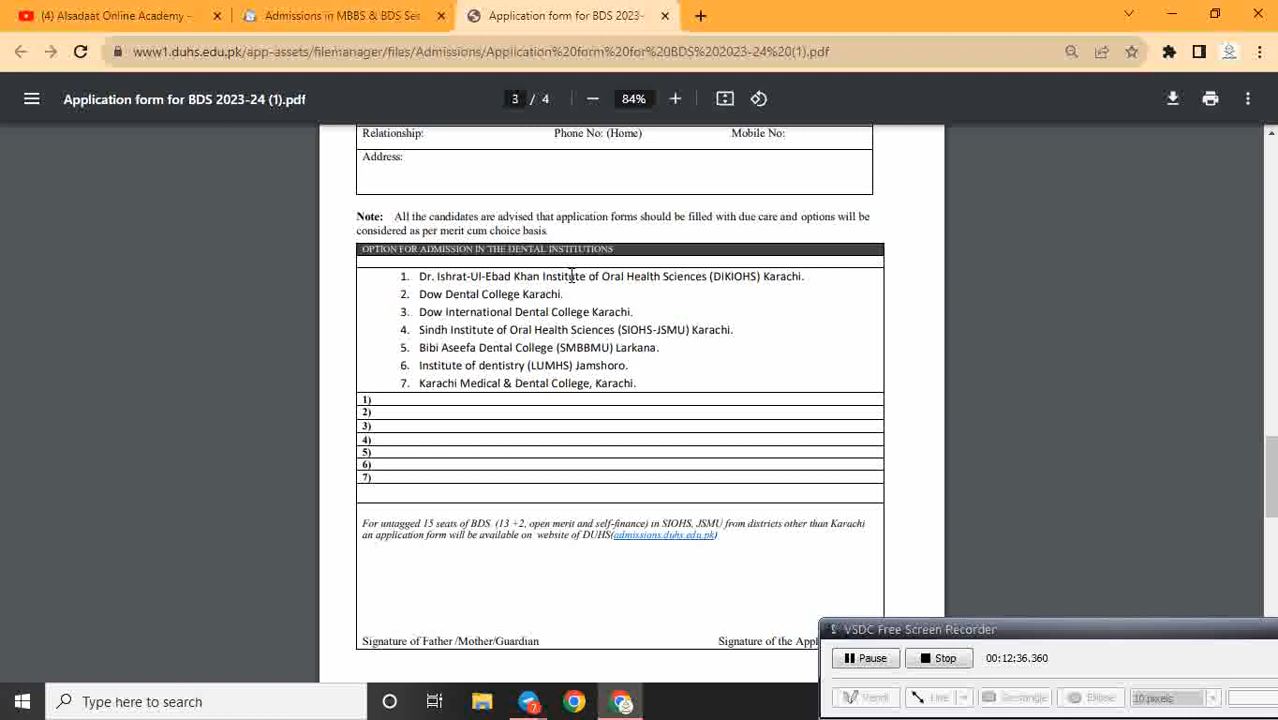 (4) Alsadaat Online Academy -
Admissions in MBBS & BDS Ses
Application form for BDS 2023-
www1.duhs.edu.pk/app-assets/filemanager/files/Admissions/Application%20form%20for%20BDS%202023-24%20(1).pdf
Application form for BDS 2023-24 (1).pdf
3 / 4
84%
Relationship: Phone No: (Home) Mobile No:
Address:
Note: All the candidates are advised that application forms should be filled with due care and options will be
considered as per merit cum choice basis.
OPTION FOR ADMISSION IN THE DENTAL INSTITUTIONS
1. Dr. Ishrat-Ul-Ebad Khan Institute of Oral Health Sciences (DIKIOHS) Karachi.
2. Dow Dental College Karachi.
3. Dow International Dental College Karachi.
4. Sindh Institute of Oral Health Sciences (SIOHS-JSMU) Karachi.
5. Bibi Aseefa Dental College (SMBBMU) Larkana.
6. Institute of dentistry (LUMHS) Jamshoro.
7. Karachi Medical & Dental College, Karachi.
1)
2)
3)
4)
5)
6)
7)
For untagged 15 seats of BDS (13 +2, open merit and self-finance) in SIOHS, JSMU from districts other than Karachi
an application form will be available on website of DUHS(admissions.duhs.edu.pk)
Signature of Father /Mother/Guardian Signature of the Appl
VSDC Free Screen Recorder
Pause Stop 00:12:36.360
Line Rectangle Ellipse 10 pixels
Type here to search
7